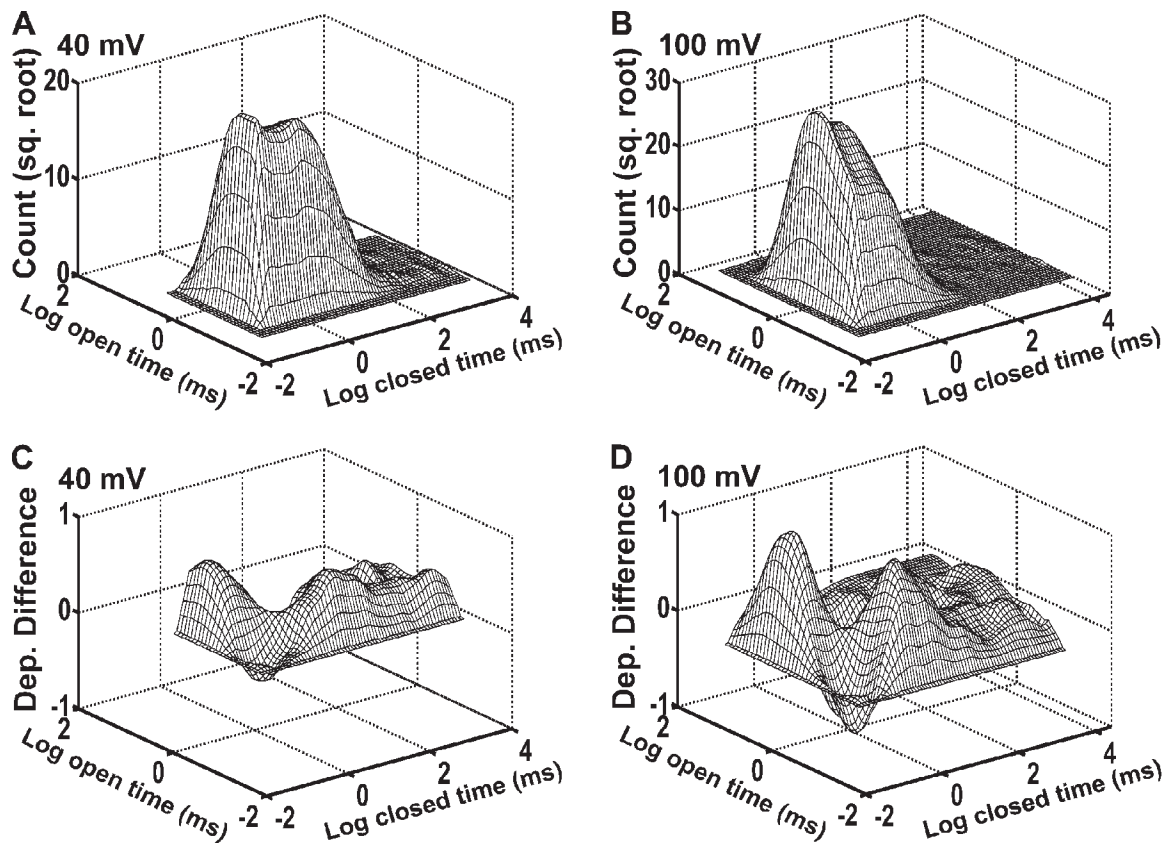 A
40 mV
Count (sq. root)
20
10
0
2
0
-2
Log open time (ms)
-2
0
2
4
Log closed time (ms)
B
100 mV
Count (sq. root)
30
20
10
0
2
0
-2
Log open time (ms)
-2
0
2
4
Log closed time (ms)
C
40 mV
Dep. Difference
1
0
-1
2
0
-2
Log open time (ms)
-2
0
2
4
Log closed time (ms)
D
100 mV
Dep. Difference
1
0
-1
2
0
-2
Log open time (ms)
-2
0
2
4
Log closed time (ms)